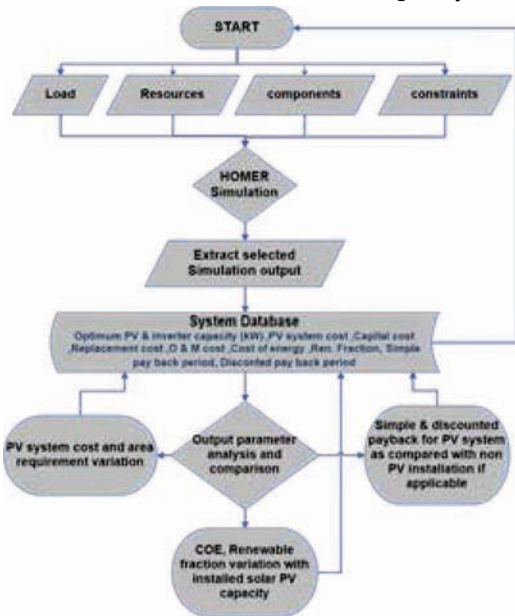 START
Load
Resources
components
constraints
HOMER
Simulation
Extract selected
Simulation output
System Database
Optimum PV & inverter capacity (kW) ,PV system cost ,Capital cost
,Replacement cost ,O & M cost ,Cost of energy ,Ren. Fraction, Simple
pay back period, Disconted pay back period
PV system cost and area
requirement variation
Output parameter
analysis and
comparison
Simple & discounted
payback for PV system
as compared with non
PV installation if
applicable
COE, Renewable
fraction variation with
installed solar PV
capacity